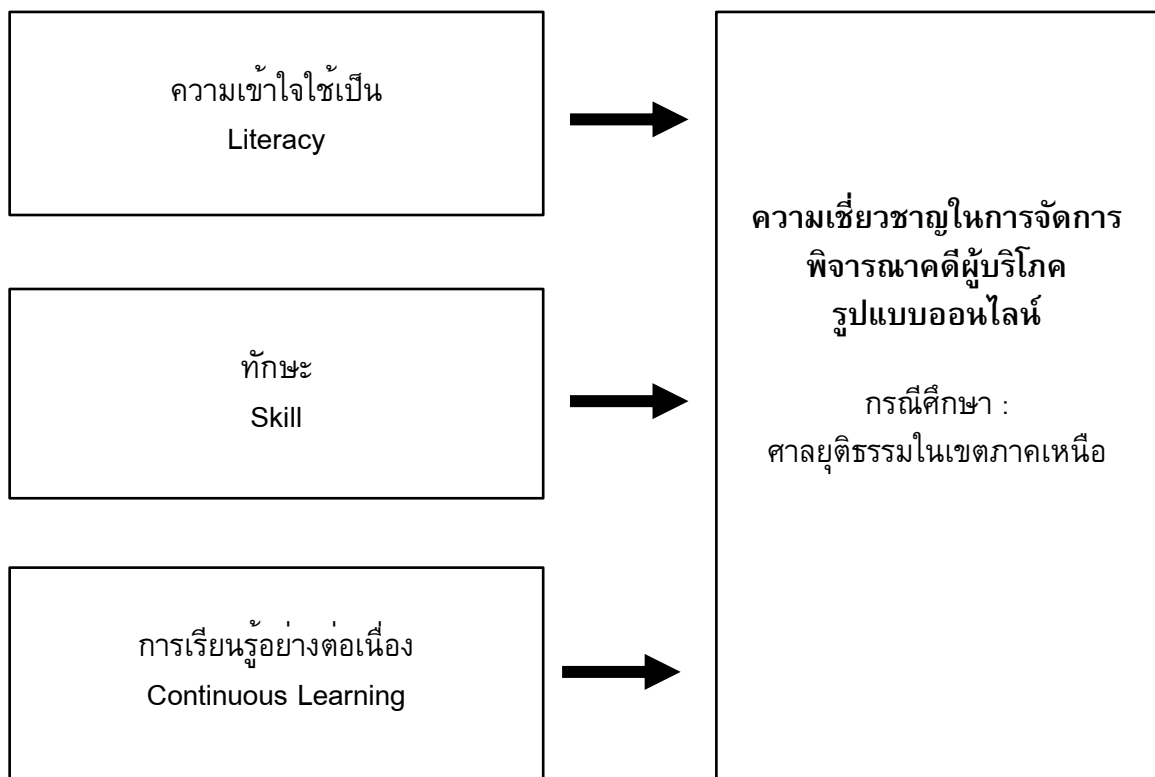 ความเข้าใจใช้เป็น
Literacy
ทักษะ
Skill
การเรียนรู้อย่างต่อเนื่อง
Continuous Learning
ความเชี่ยวชาญในการจัดการ
พิจารณาคดีผู้บริโภค
รูปแบบออนไลน์
กรณีศึกษา :
ศาลยุติธรรมในเขตภาคเหนือ